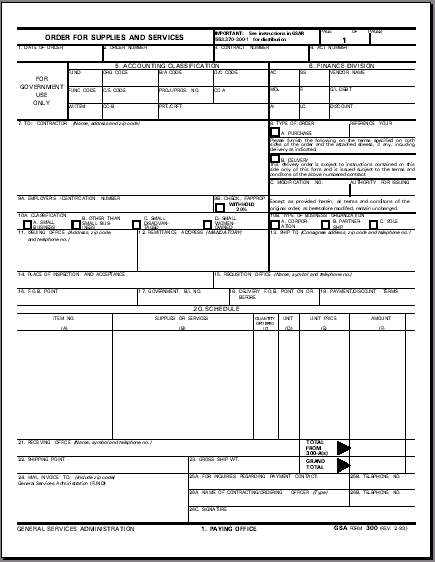 ORDER FOR SUPPLIES AND SERVICES
IMPORTANT: See instructions in GSAR
553.370-300-1 for distribution
PAGE OF PAGES
1
1. DATE OF ORDER 2. ORDER NUMBER 3. CONTRACT NUMBER 4. ACT NUMBER
FOR
GOVERNMENT
USE
ONLY
5. ACCOUNTING CLASSIFICATION 6. FINANCE DIVISION
FUND ORG CODE B/A CODE O/C CODE AC SS VENDOR NAME
FUNC CODE C/E CODE PROJ./PROS. NO. CC-A MDL R G/L DEBT
W/ITEM CC-B PRT./CRFT AI LC DISCOUNT
7. TO: CONTRACTOR (Name, address and zip code)
8. TYPE OF ORDER REFERENCE YOUR
A. PURCHASE
Please furnish the following on the terms specified on both
sides of the order and the attached sheets, if any, including
delivery as indicated.
B. DELIVERY
This delivery order is subject to instructions contained on this
side only of this form and is issued subject to the terms and
conditions of the above numbered contract.
C. MODIFICATION NO. AUTHORITY FOR ISSUING
Except as provided herein, all terms and conditions of the
original order, as heretofore modified, remain unchanged.
9A. EMPLOYER'S IDENTIFICATION NUMBER
9B. CHECK, IF APPROP
WITHHOLD
20%
10A. CLASSIFICATION
A. SMALL
BUSINESS
B. OTHER THAN
SMALL BUSI-
NESS
C. SMALL
DISADVAN-
TAGED
D. SMALL
WOMEN-
OWNED
10B. TYPE OF BUSINESS ORGANIZATION
A. CORPOR-
ATION
B. PARTNER-
SHIP
C. SOLE
11. ISSUING OFFICE (Address, zip code,
and telephone no.)
12. REMITTANCE ADDRESS (MANDATORY)
13. SHIP TO (Consignee address, zip code and telephone no.)
14. PLACE OF INSPECTION AND ACCEPTANCE
15. REQUISITION OFFICE (Name, symbol and telephone no.)
16. F.O.B. POINT
17. GOVERNMENT B/L NO.
18. DELIVERY F.O.B. POINT ON OR
BEFORE
19. PAYMENT/DISCOUNT TERMS
20. SCHEDULE
ITEM NO.
(A)
SUPPLIES OR SERVICES
(B)
QUANTITY
ORDERED
(C)
UNIT
(D)
UNIT PRICE
(E)
AMOUNT
(F)
21. RECEIVING OFFICE (Name, symbol and telephone no.)
TOTAL
FROM
300-A(s)
22. SHIPPING POINT
23. GROSS SHIP WT.
GRAND
TOTAL
24. MAIL INVOICE TO: (Include zip code)
General Services Administration (FUND)
25A. FOR INQUIRIES REGARDING PAYMENT CONTACT:
25B. TELEPHONE NO.
26A. NAME OF CONTRACTING/ORDERING OFFICER (Type)
26B. TELEPHONE NO.
26C. SIGNATURE
GENERAL SERVICES ADMINISTRATION
1. PAYING OFFICE
GSA FORM 300 (REV. 2-93)